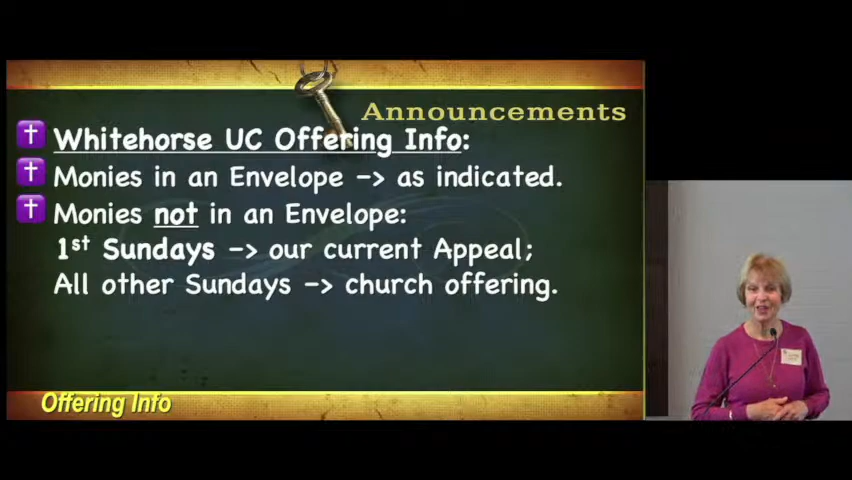 Announcements
Whitehorse UC Offering Info:
Monies in an Envelope –> as indicated.
Monies not in an Envelope:
1st Sundays –> our current Appeal;
All other Sundays –> church offering.
Offering Info